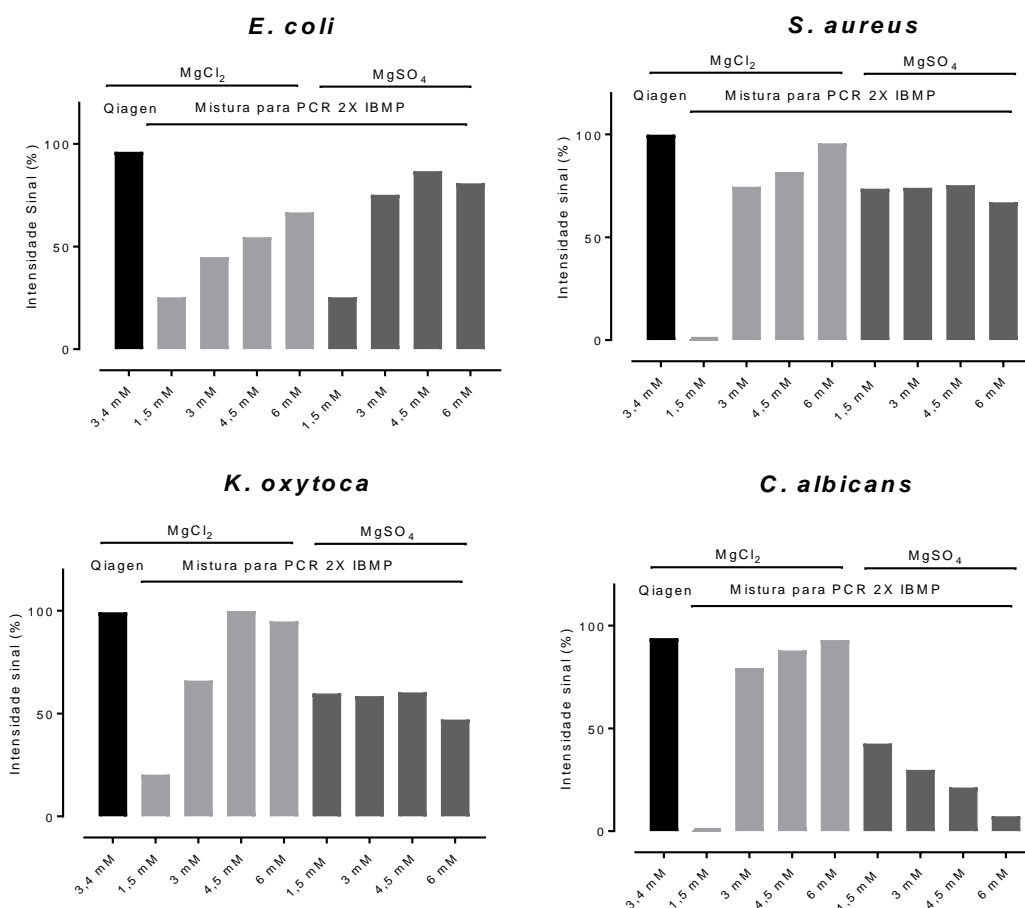 E. coli
MgCl2 MgSO4
Qiagen Mistura para PCR 2X IBMP
Intensidade Sinal (%)
100
50
0
3,4 mM 1,5 mM 3 mM 4,5 mM 6 mM 1,5 mM 3 mM 4,5 mM 6 mM
S. aureus
MgCl2 MgSO4
Qiagen Mistura para PCR 2X IBMP
Intensidade sinal (%)
100
50
0
3,4 mM 1,5 mM 3 mM 4,5 mM 6 mM 1,5 mM 3 mM 4,5 mM 6 mM
K. oxytoca
MgCl2 MgSO4
Qiagen Mistura para PCR 2X IBMP
Intensidade sinal (%)
100
50
0
3,4 mM 1,5 mM 3 mM 4,5 mM 6 mM 1,5 mM 3 mM 4,5 mM 6 mM
C. albicans
MgCl2 MgSO4
Qiagen Mistura para PCR 2X IBMP
Intensidade sinal (%)
100
50
0
3,4 mM 1,5 mM 3 mM 4,5 mM 6 mM 1,5 mM 3 mM 4,5 mM 6 mM